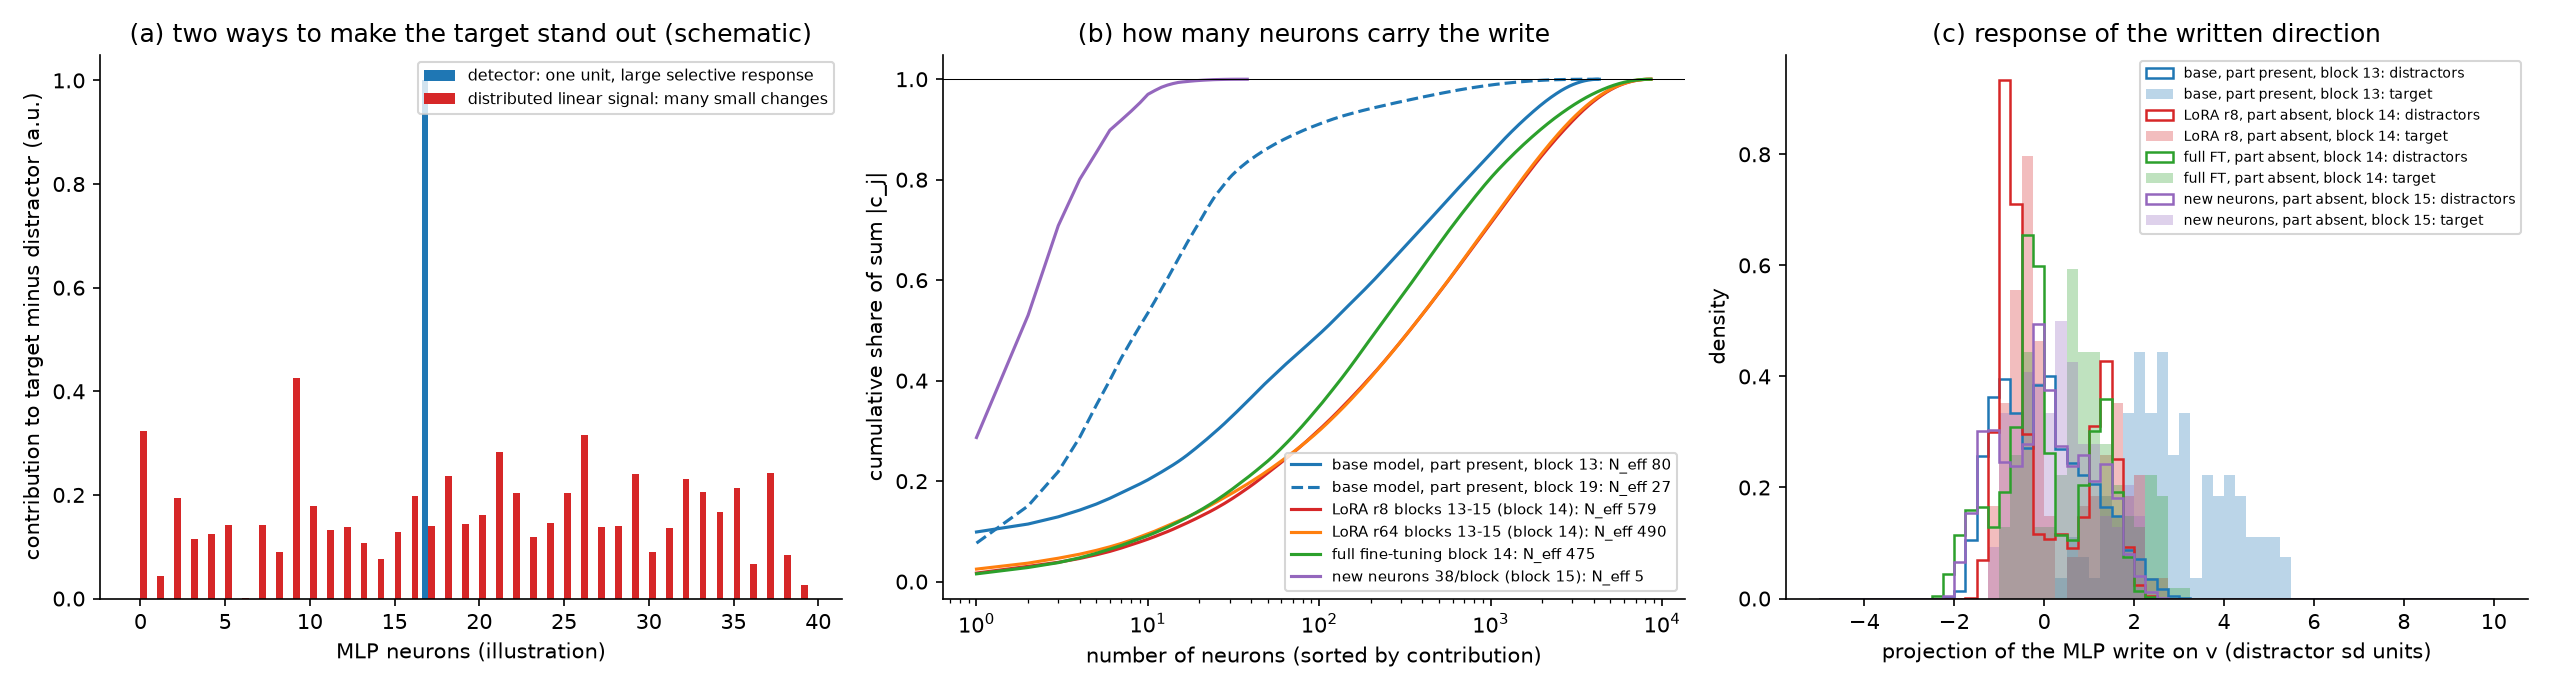 (a) two ways to make the target stand out (schematic)
contribution to target minus distractor (a.u.)
1.0
0.8
0.6
0.4
0.2
0.0
detector: one unit, large selective response
distributed linear signal: many small changes
0 5 10 15 20 25 30 35 40
MLP neurons (illustration)
(b) how many neurons carry the write
cumulative share of sum |c_j|
1.0
0.8
0.6
0.4
0.2
0.0
base model, part present, block 13: N_eff 80
base model, part present, block 19: N_eff 27
LoRA r8 blocks 13-15 (block 14): N_eff 579
LoRA r64 blocks 13-15 (block 14): N_eff 490
full fine-tuning block 14: N_eff 475
new neurons 38/block (block 15): N_eff 5
10⁰ 10¹ 10² 10³ 10⁴
number of neurons (sorted by contribution)
(c) response of the written direction
density
0.8
0.6
0.4
0.2
0.0
base, part present, block 13: distractors
base, part present, block 13: target
LoRA r8, part absent, block 14: distractors
LoRA r8, part absent, block 14: target
full FT, part absent, block 14: distractors
full FT, part absent, block 14: target
new neurons, part absent, block 15: distractors
new neurons, part absent, block 15: target
−4 −2 0 2 4 6 8 10
projection of the MLP write on v (distractor sd units)